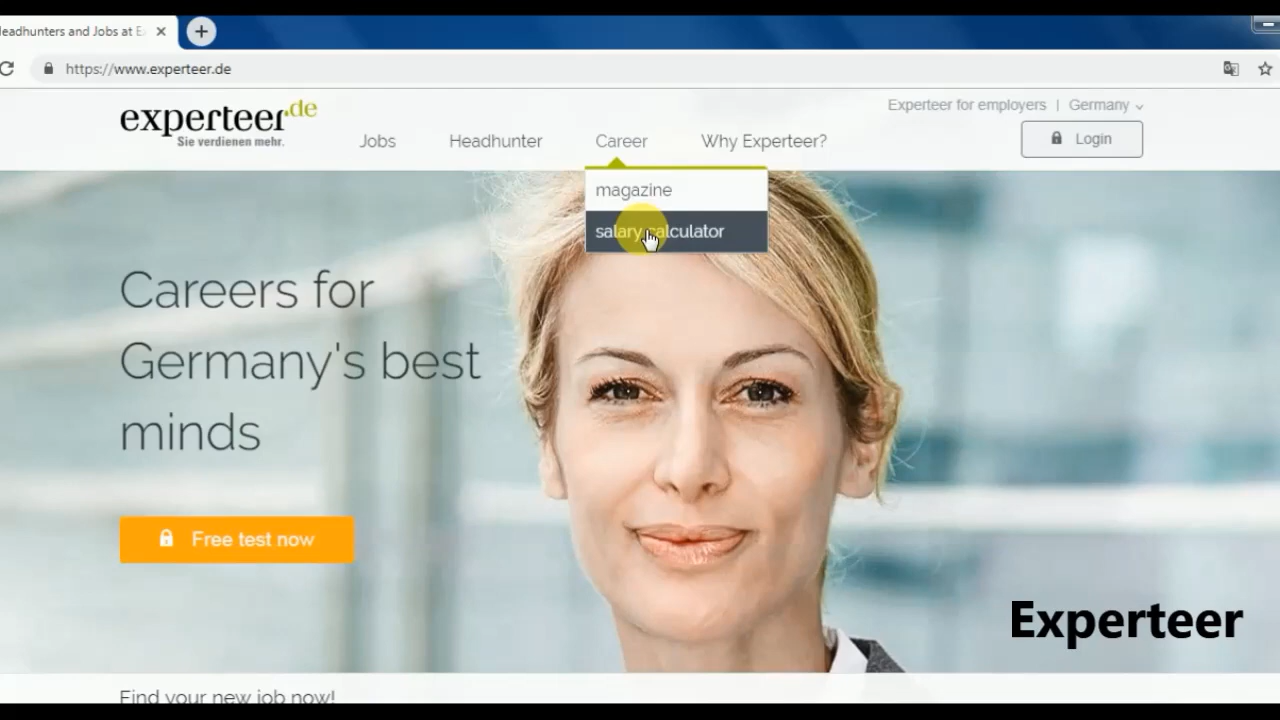 Headhunters and Jobs at E
https://www.experteer.de
experteer.de
Sie verdienen mehr.
Experteer for employers | Germany
Jobs
Headhunter
Career
Why Experteer?
Login
magazine
salary calculator
Careers for
Germany's best
minds
Free test now
Experteer
Find your new job now!